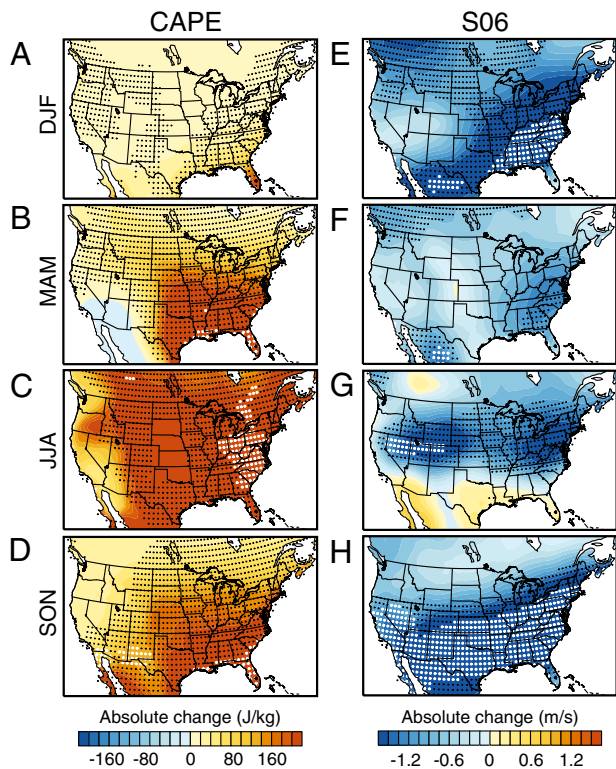 CAPE S06
A E
DJF
B F
MAM
C G
JJA
D H
SON
Absolute change (J/kg) Absolute change (m/s)
-160 -80 0 80 160 -1.2 -0.6 0 0.6 1.2